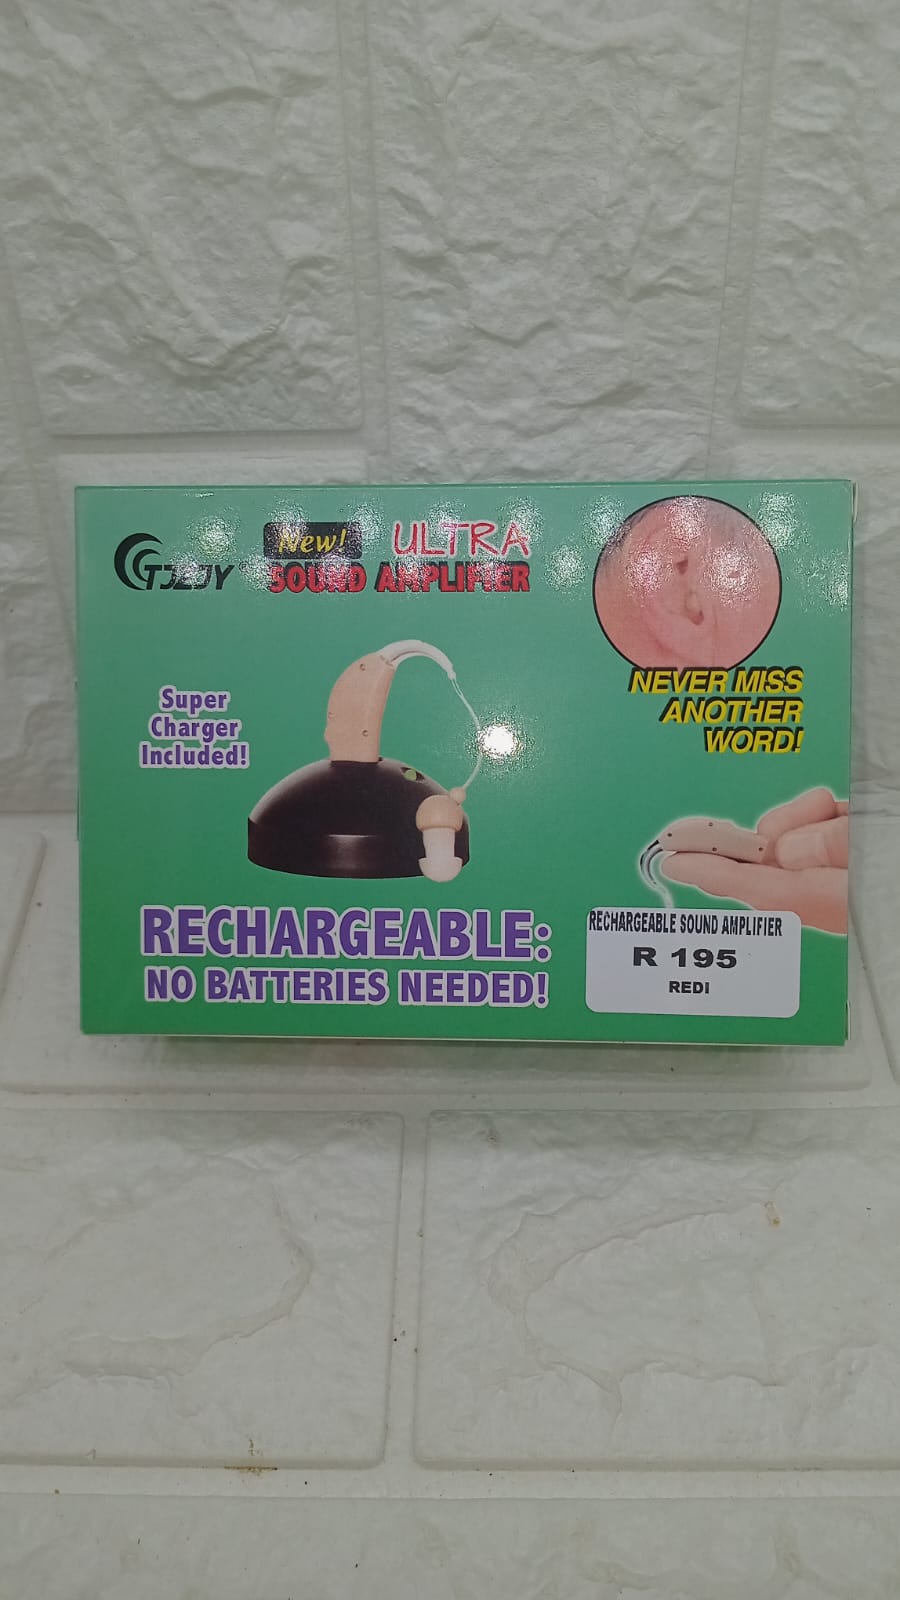 New! ULTRA
SOUND AMPLIFIER
Super
Charger
Included!
NEVER MISS
ANOTHER
WORD!
RECHARGEABLE:
NO BATTERIES NEEDED!
RECHARGEABLE SOUND AMPLIFIER
R 195
REDI